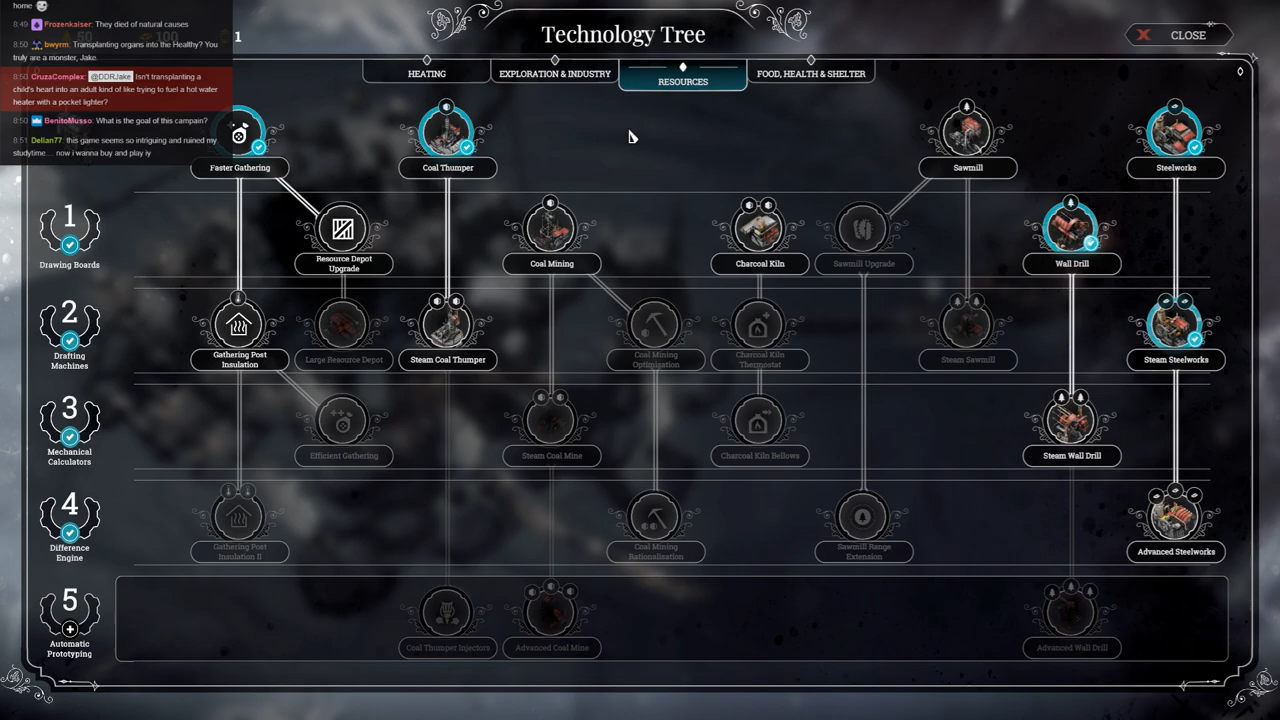 home
8:49 Frozenkaiser: They died of natural causes
8:50 bwyrm: Transplanting organs into the Healthy? You
truly are a monster, Jake.
8:50 CruzaComplex: @DDRJake Isn't transplanting a
child's heart into an adult kind of like trying to fuel a hot water
heater with a pocket lighter?
8:50 BenitoMusso: What is the goal of this campain?
8:51 Delian77: this game seems so intriguing and ruined my
studytime... now i wanna buy and play iy
50
100
1
Technology Tree
CLOSE
HEATING
EXPLORATION & INDUSTRY
RESOURCES
FOOD, HEALTH & SHELTER
Faster Gathering
Coal Thumper
Sawmill
Steelworks
1
Drawing Boards
Resource Depot
Upgrade
Coal Mining
Charcoal Kiln
Sawmill Upgrade
Wall Drill
2
Drafting
Machines
Gathering Post
Insulation
Large Resource Depot
Steam Coal Thumper
Coal Mining
Optimisation
Charcoal Kiln
Thermostat
Steam Sawmill
Steam Steelworks
3
Mechanical
Calculators
Efficient Gathering
Steam Coal Mine
Charcoal Kiln Bellows
Steam Wall Drill
4
Difference
Engine
Gathering Post
Insulation II
Coal Mining
Rationalisation
Sawmill Range
Extension
Advanced Steelworks
5
Automatic
Prototyping
Coal Thumper Injectors
Advanced Coal Mine
Advanced Wall Drill